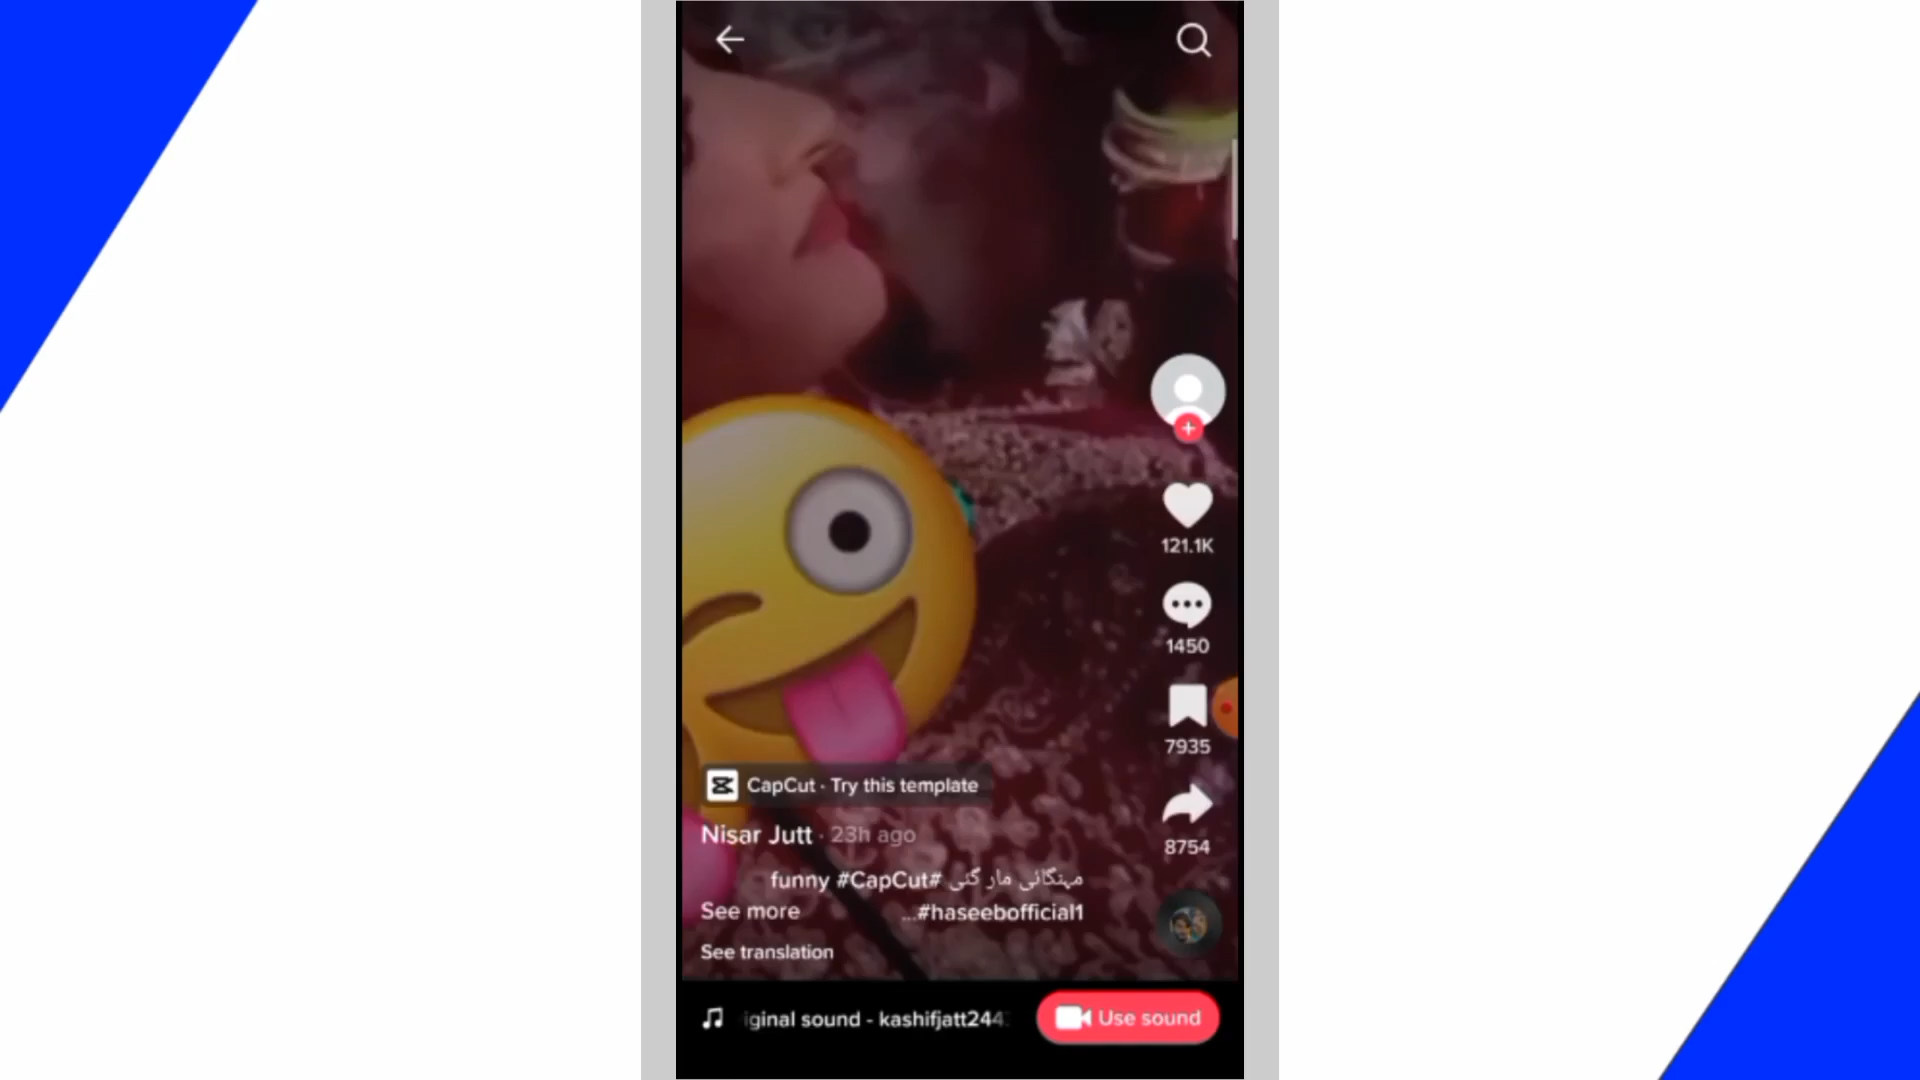 121.1K
1450
7935
8754
CapCut · Try this template
Nisar Jutt · 23h ago
مہنگائی مار گئی #funny #CapCut
#haseebofficial1...
See more
See translation
iginal sound - kashifjatt244
Use sound